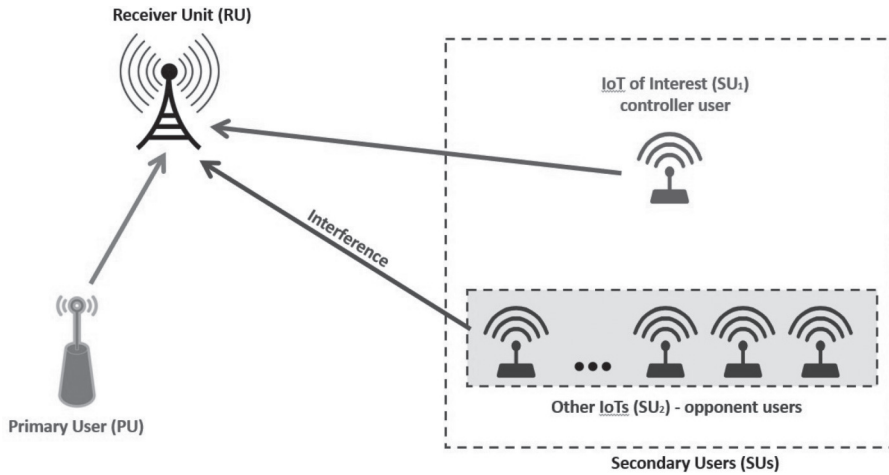 Receiver Unit (RU)
IoT of Interest (SU₁)
controller user
Interference
Other IoTs (SU₂) - opponent users
Primary User (PU)
Secondary Users (SUs)